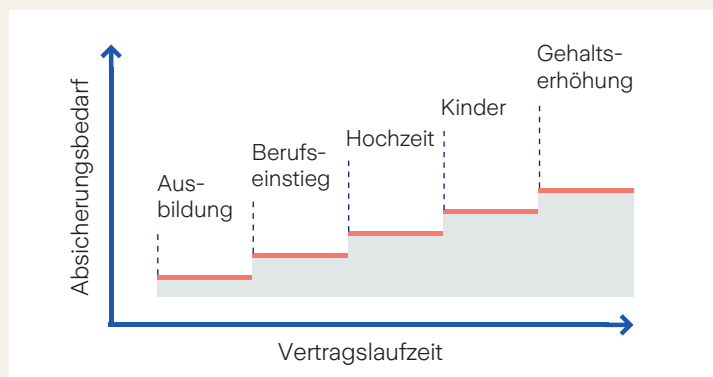 Absicherungsbedarf
Aus-
bildung
Berufs-
einstieg
Hochzeit
Kinder
Gehalts-
erhöhung
Vertragslaufzeit